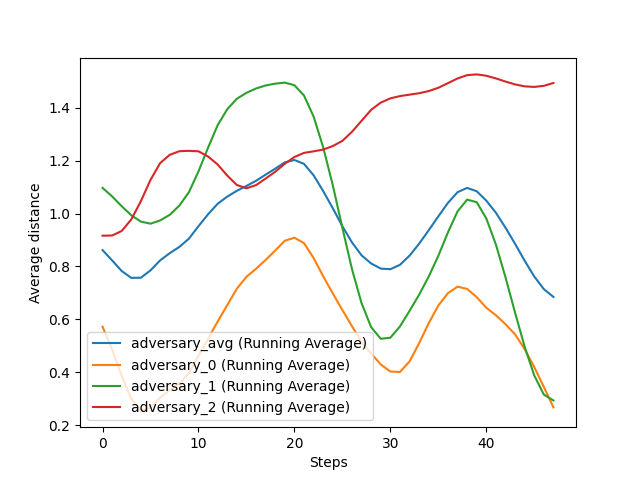 Average distance
1.4
1.2
1.0
0.8
0.6
0.4
0.2
adversary_avg (Running Average)
adversary_0 (Running Average)
adversary_1 (Running Average)
adversary_2 (Running Average)
0 10 20 30 40
Steps